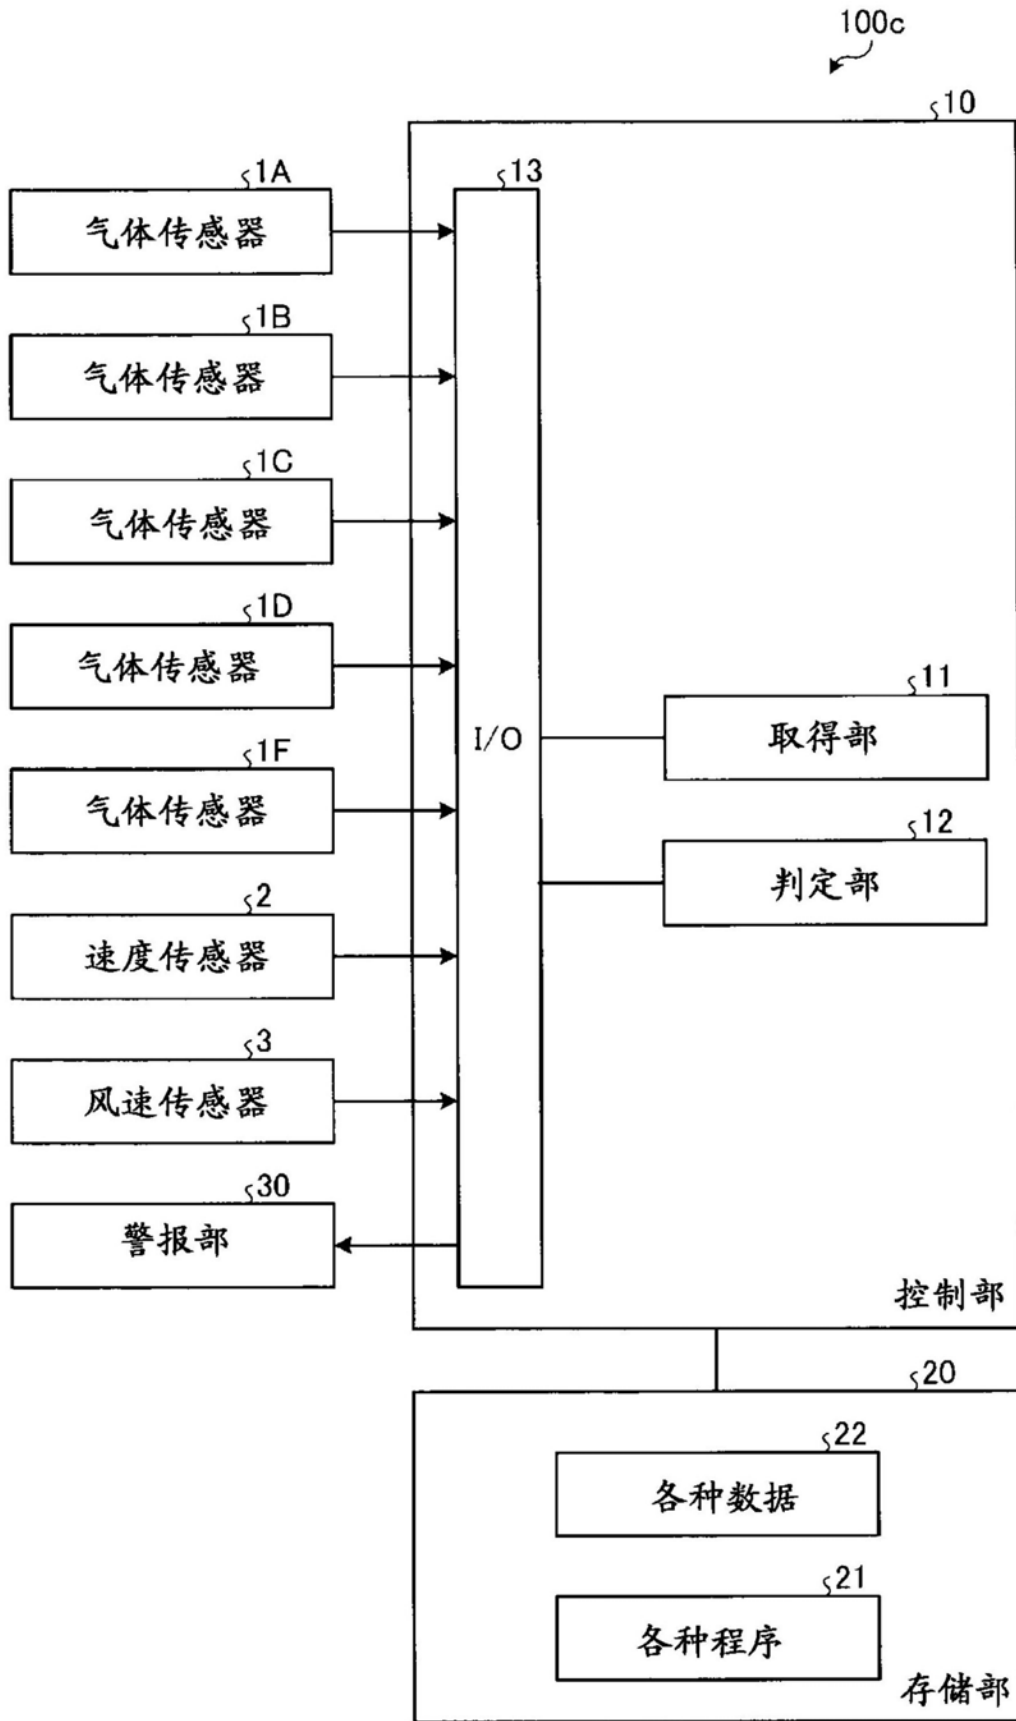 100c
10
1A
气体传感器
13
1B
气体传感器
1C
气体传感器
1D
气体传感器
I/O
11
取得部
1F
气体传感器
12
判定部
2
速度传感器
3
风速传感器
30
警报部
控制部
20
22
各种数据
21
各种程序
存储部